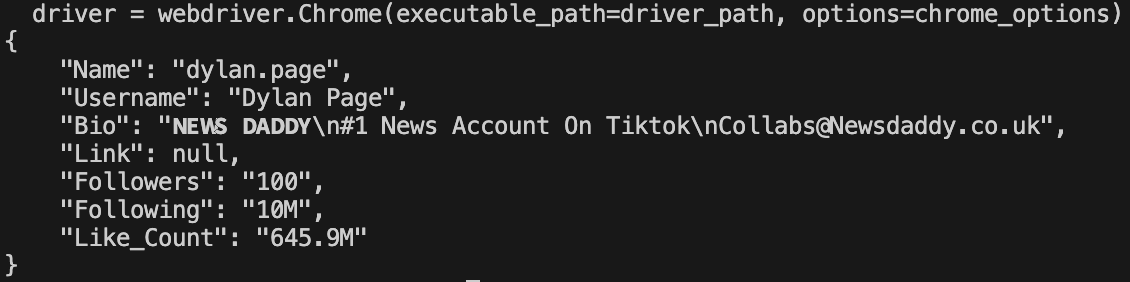 driver = webdriver.Chrome(executable_path=driver_path, options=chrome_options)
{
"Name": "dylan.page",
"Username": "Dylan Page",
"Bio": "𝗡𝗘𝗪𝗦 𝗗𝗔𝗗𝗗𝗬\n#1 News Account On Tiktok\nCollabs@Newsdaddy.co.uk",
"Link": null,
"Followers": "100",
"Following": "10M",
"Like_Count": "645.9M"
}